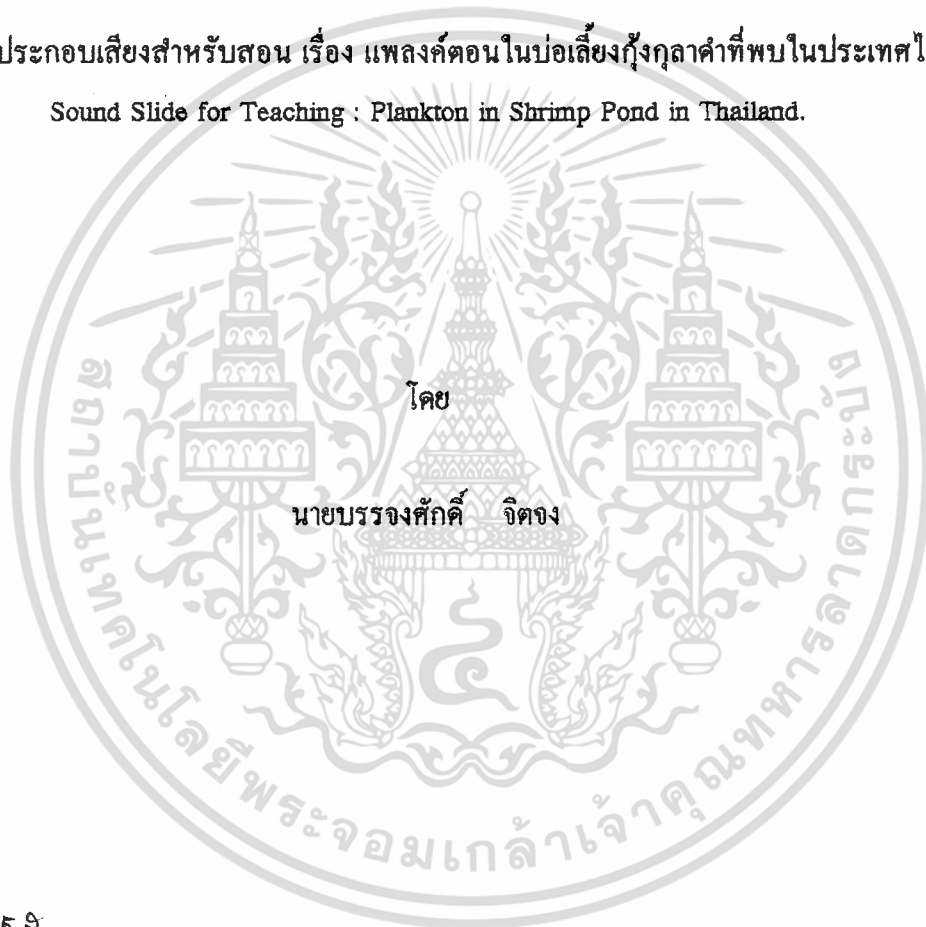 ประกอบเสียงสำหรับสอน เรื่อง แพลงค์ตอนในบ่อเลี้ยงกุ้งกุลาดำที่พบในประเทศไ
Sound Slide for Teaching : Plankton in Shrimp Pond in Thailand.
โดย
นายบรรจงศักดิ์ จิตจง
สถาบันเทคโนโลยีพระจอมเกล้าเจ้าคุณทหารลาดกระบัง